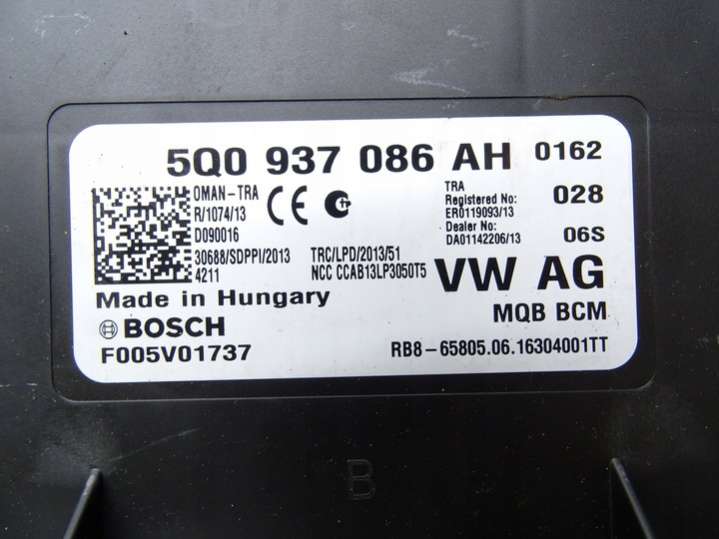 5Q0 937 086 AH 0162
OMAN-TRA
R/1074/13
D090016
30688/SDPPI/2013
4211
CE
TRC/LPD/2013/51
NCC CCAB13LP3050T5
TRA
Registered No:
ER0119093/13
Dealer No:
DA01142206/13
028
06S
VW AG
MQB BCM
Made in Hungary
BOSCH
F005V01737
RB8-65805.06.16304001TT
B